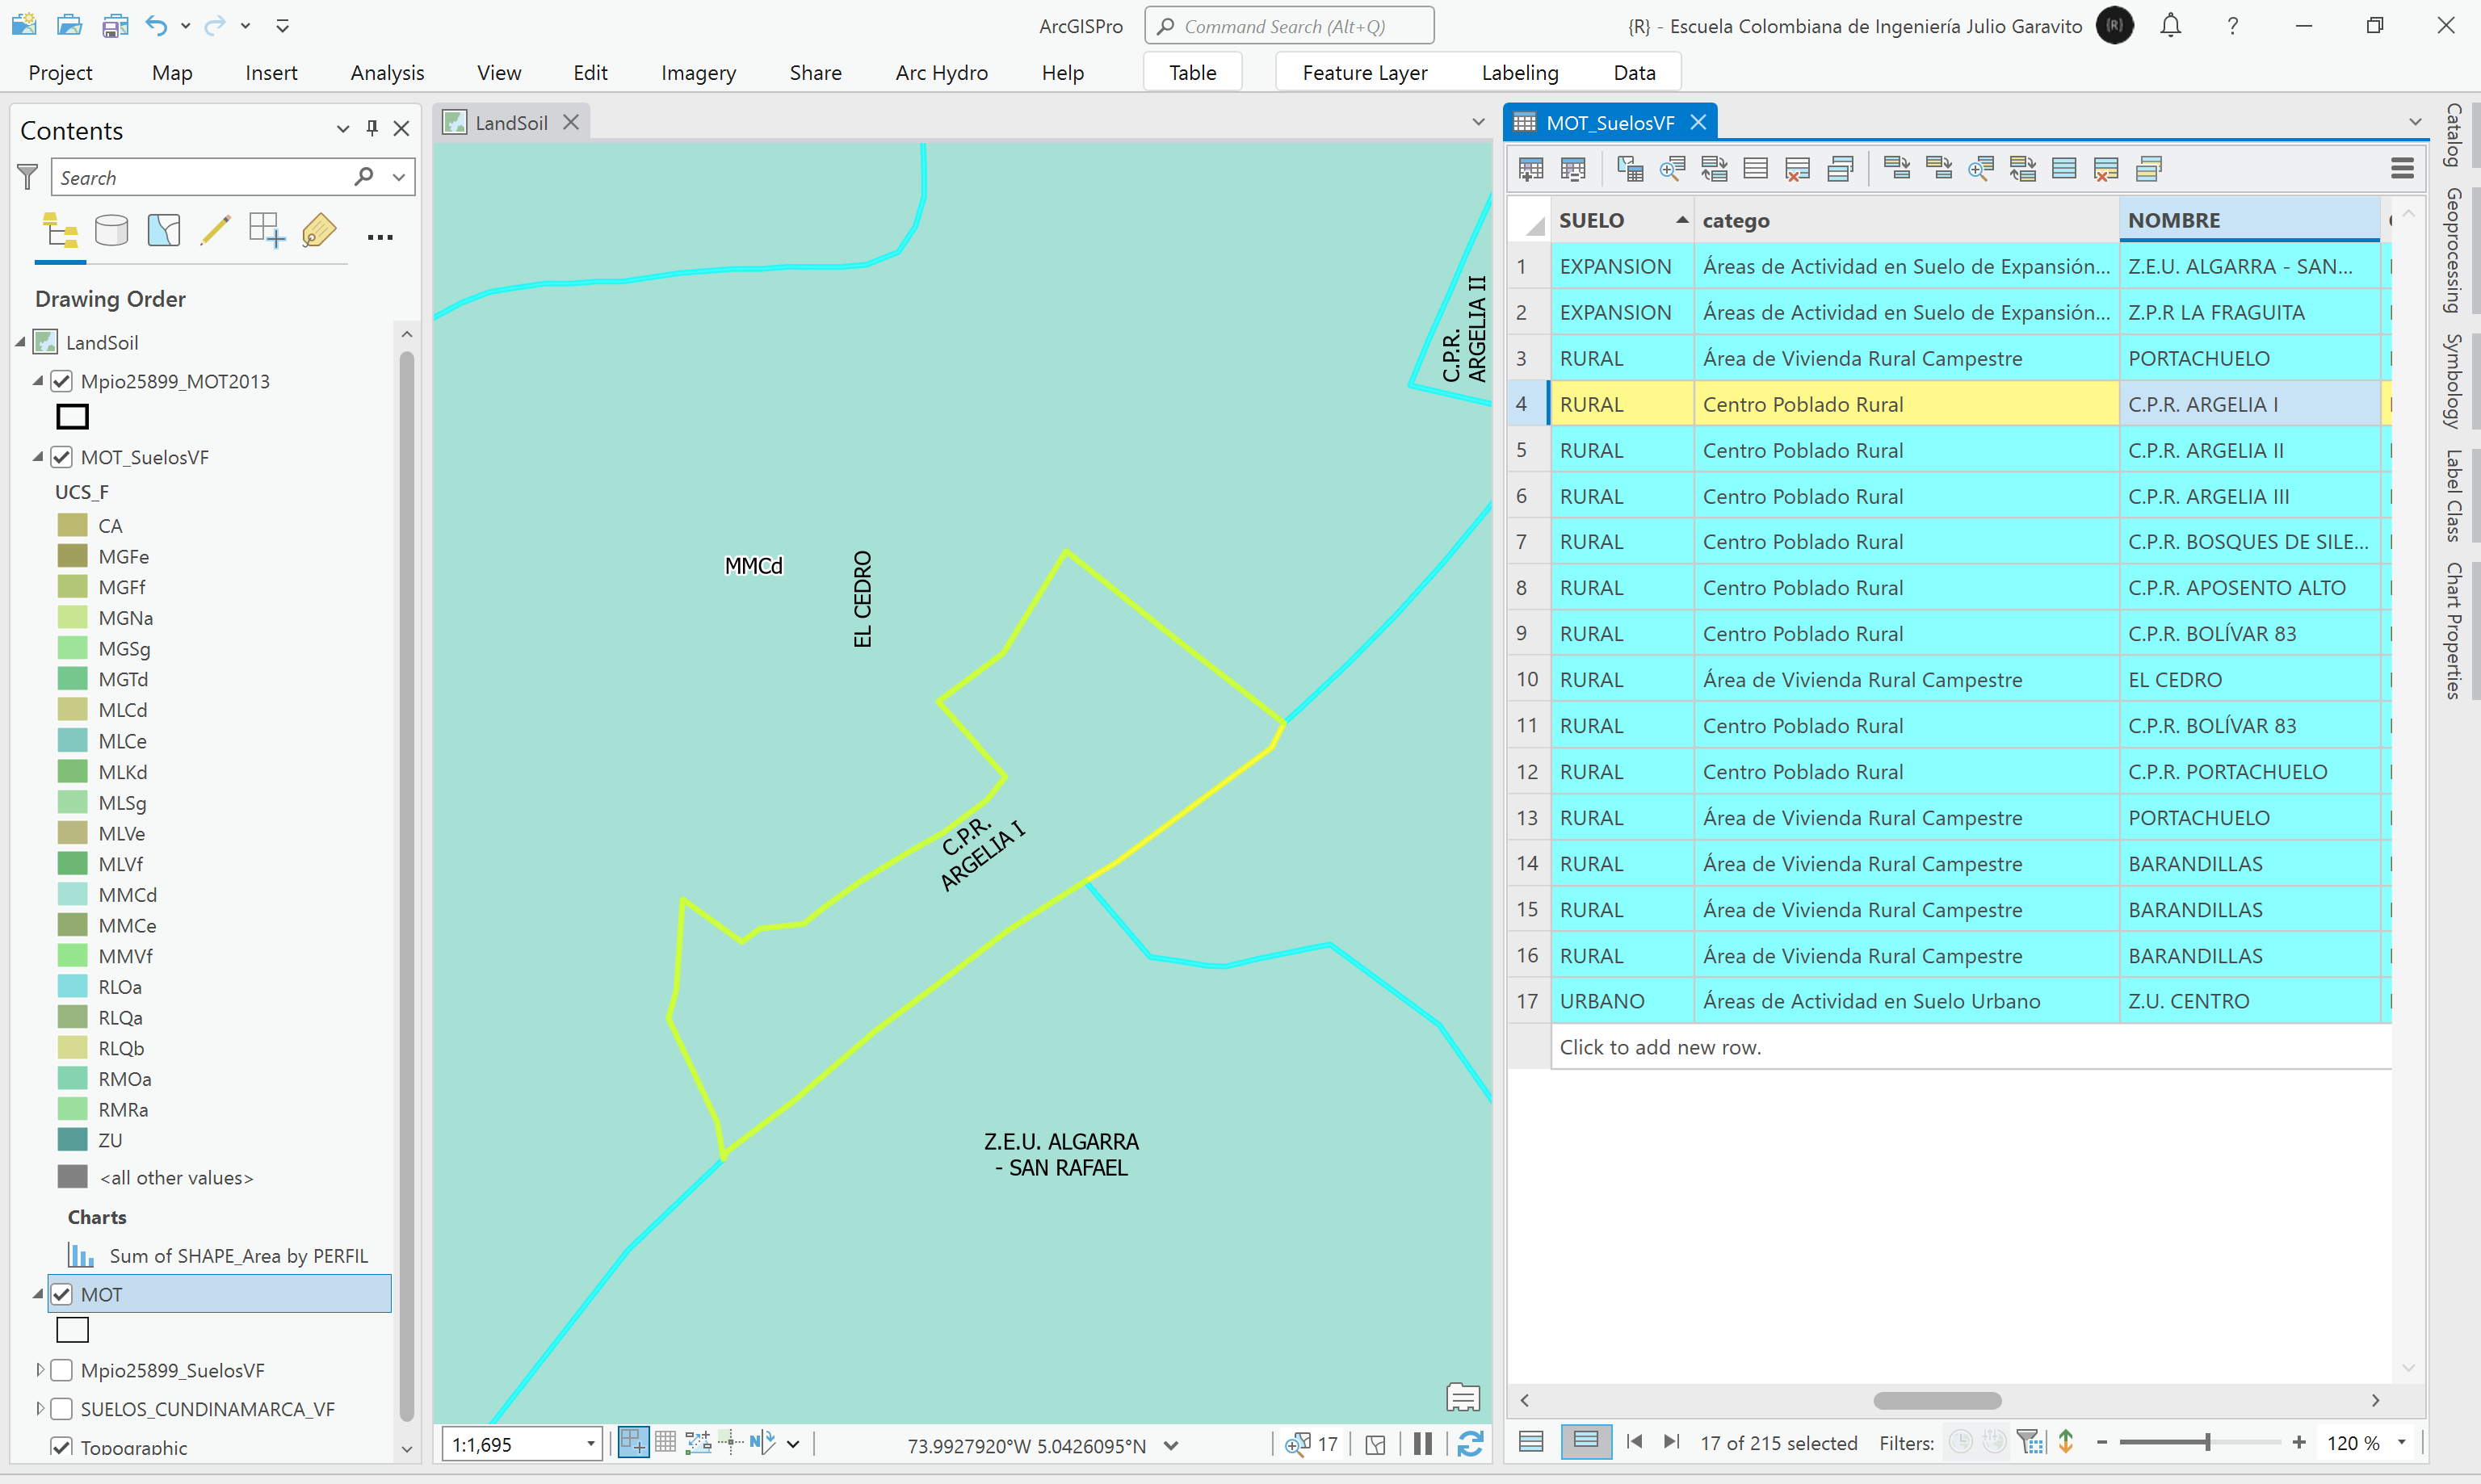 ArcGISPro
Command Search (Alt+Q)
{R} - Escuela Colombiana de Ingeniería Julio Garavito
{R}
?
Project
Map
Insert
Analysis
View
Edit
Imagery
Share
Arc Hydro
Help
Table
Feature Layer
Labeling
Data
Contents
Search
Drawing Order
LandSoil
Mpio25899_MOT2013
MOT_SuelosVF
UCS_F
CA
MGFe
MGFf
MGNa
MGSg
MGTd
MLCd
MLCe
MLKd
MLSg
MLVe
MLVf
MMCd
MMCe
MMVf
RLOa
RLQa
RLQb
RMOa
RMRa
ZU
<all other values>
Charts
Sum of SHAPE_Area by PERFIL
MOT
Mpio25899_SuelosVF
SUELOS_CUNDINAMARCA_VF
Topographic
LandSoil
C.P.R.
ARGELIA II
MMCd
EL CEDRO
C.P.R.
ARGELIA I
Z.E.U. ALGARRA
- SAN RAFAEL
1:1,695
73.9927920°W 5.0426095°N
17
MOT_SuelosVF
SUELO catego NOMBRE
1 EXPANSION Áreas de Actividad en Suelo de Expansión... Z.E.U. ALGARRA - SAN...
2 EXPANSION Áreas de Actividad en Suelo de Expansión... Z.P.R LA FRAGUITA
3 RURAL Área de Vivienda Rural Campestre PORTACHUELO
4 RURAL Centro Poblado Rural C.P.R. ARGELIA I
5 RURAL Centro Poblado Rural C.P.R. ARGELIA II
6 RURAL Centro Poblado Rural C.P.R. ARGELIA III
7 RURAL Centro Poblado Rural C.P.R. BOSQUES DE SILE...
8 RURAL Centro Poblado Rural C.P.R. APOSENTO ALTO
9 RURAL Centro Poblado Rural C.P.R. BOLÍVAR 83
10 RURAL Área de Vivienda Rural Campestre EL CEDRO
11 RURAL Centro Poblado Rural C.P.R. BOLÍVAR 83
12 RURAL Centro Poblado Rural C.P.R. PORTACHUELO
13 RURAL Área de Vivienda Rural Campestre PORTACHUELO
14 RURAL Área de Vivienda Rural Campestre BARANDILLAS
15 RURAL Área de Vivienda Rural Campestre BARANDILLAS
16 RURAL Área de Vivienda Rural Campestre BARANDILLAS
17 URBANO Áreas de Actividad en Suelo Urbano Z.U. CENTRO
Click to add new row.
17 of 215 selected
Filters:
120 %
Catalog
Geoprocessing
Symbology
Label Class
Chart Properties